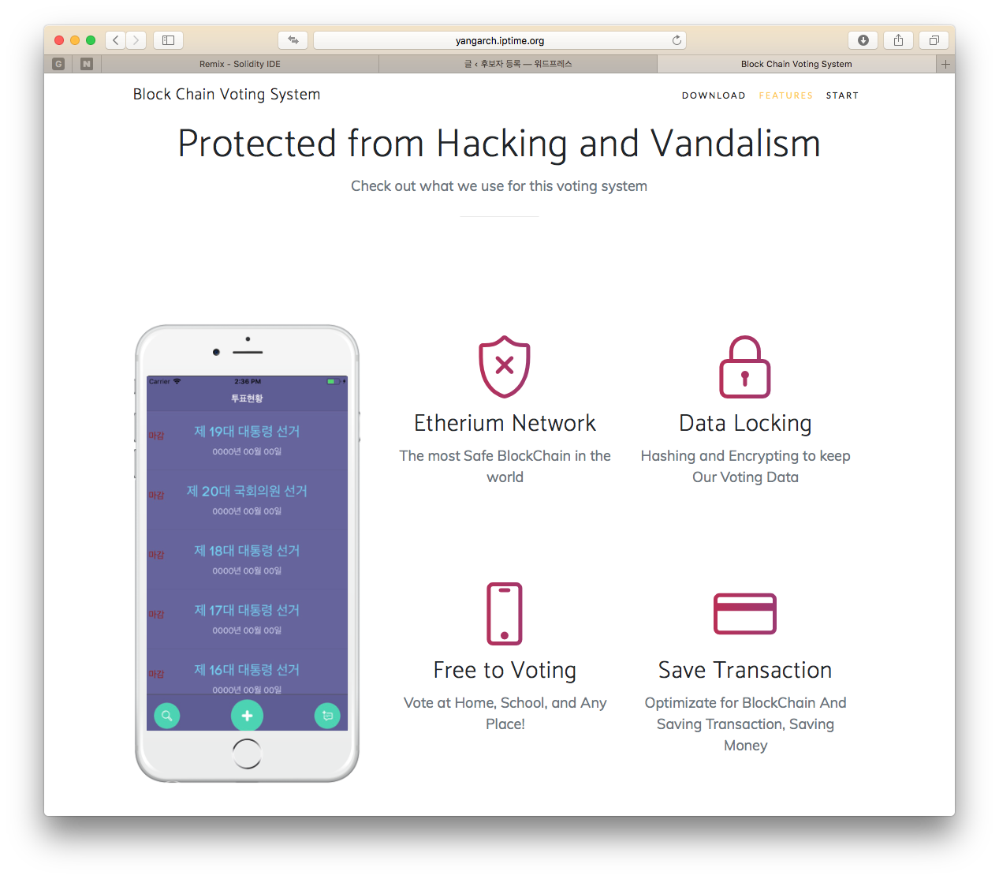 yangarch.iptime.org
G
N
Remix - Solidity IDE
글 ‹ 후보자 등록 — 워드프레스
Block Chain Voting System
Block Chain Voting System
DOWNLOAD
FEATURES
START
Protected from Hacking and Vandalism
Check out what we use for this voting system
Carrier
2:36 PM
투표현황
마감
제 19대 대통령 선거
0000년 00월 00일
마감
제 20대 국회의원 선거
0000년 00월 00일
마감
제 18대 대통령 선거
0000년 00월 00일
마감
제 17대 대통령 선거
0000년 00월 00일
마감
제 16대 대통령 선거
0000년 00월 00일
Etherium Network
The most Safe BlockChain in the
world
Data Locking
Hashing and Encrypting to keep
Our Voting Data
Free to Voting
Vote at Home, School, and Any
Place!
Save Transaction
Optimizate for BlockChain And
Saving Transaction, Saving
Money